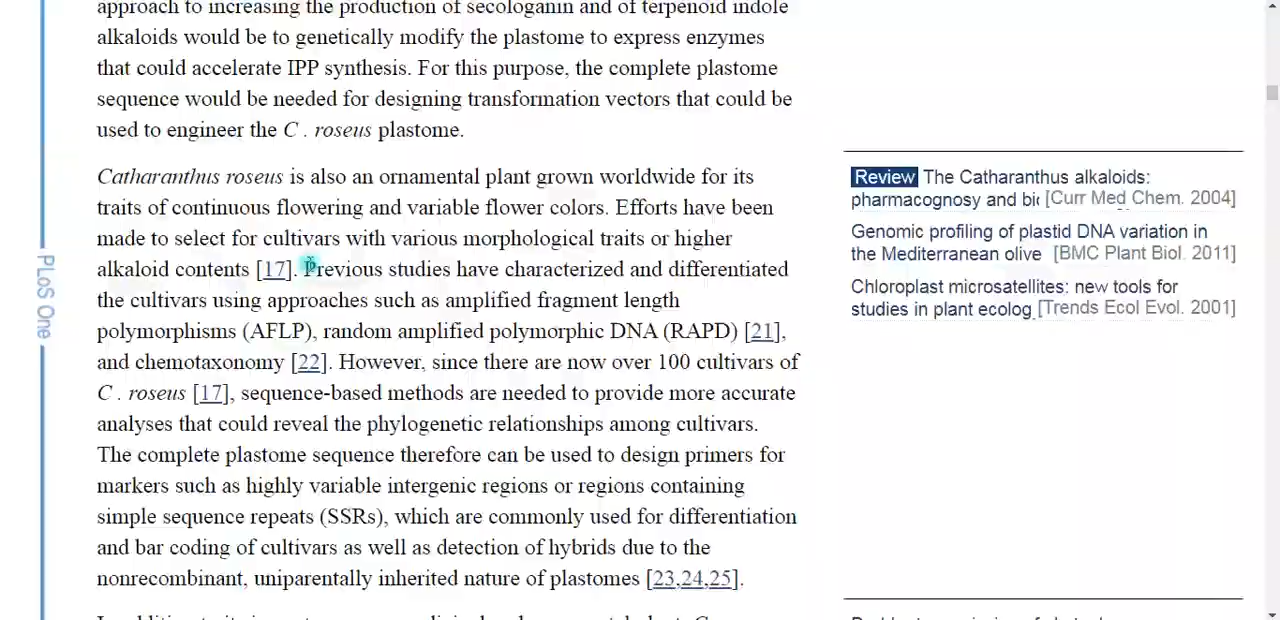 approach to increasing the production of secologanin and of terpenoid indole
alkaloids would be to genetically modify the plastome to express enzymes
that could accelerate IPP synthesis. For this purpose, the complete plastome
sequence would be needed for designing transformation vectors that could be
used to engineer the C . roseus plastome.
Catharanthus roseus is also an ornamental plant grown worldwide for its
traits of continuous flowering and variable flower colors. Efforts have been
made to select for cultivars with various morphological traits or higher
alkaloid contents [17]. Previous studies have characterized and differentiated
the cultivars using approaches such as amplified fragment length
polymorphisms (AFLP), random amplified polymorphic DNA (RAPD) [21],
and chemotaxonomy [22]. However, since there are now over 100 cultivars of
C . roseus [17], sequence-based methods are needed to provide more accurate
analyses that could reveal the phylogenetic relationships among cultivars.
The complete plastome sequence therefore can be used to design primers for
markers such as highly variable intergenic regions or regions containing
simple sequence repeats (SSRs), which are commonly used for differentiation
and bar coding of cultivars as well as detection of hybrids due to the
nonrecombinant, uniparentally inherited nature of plastomes [23,24,25].
PLoS One
Review The Catharanthus alkaloids:
pharmacognosy and bi [Curr Med Chem. 2004]
Genomic profiling of plastid DNA variation in
the Mediterranean olive [BMC Plant Biol. 2011]
Chloroplast microsatellites: new tools for
studies in plant ecolog [Trends Ecol Evol. 2001]